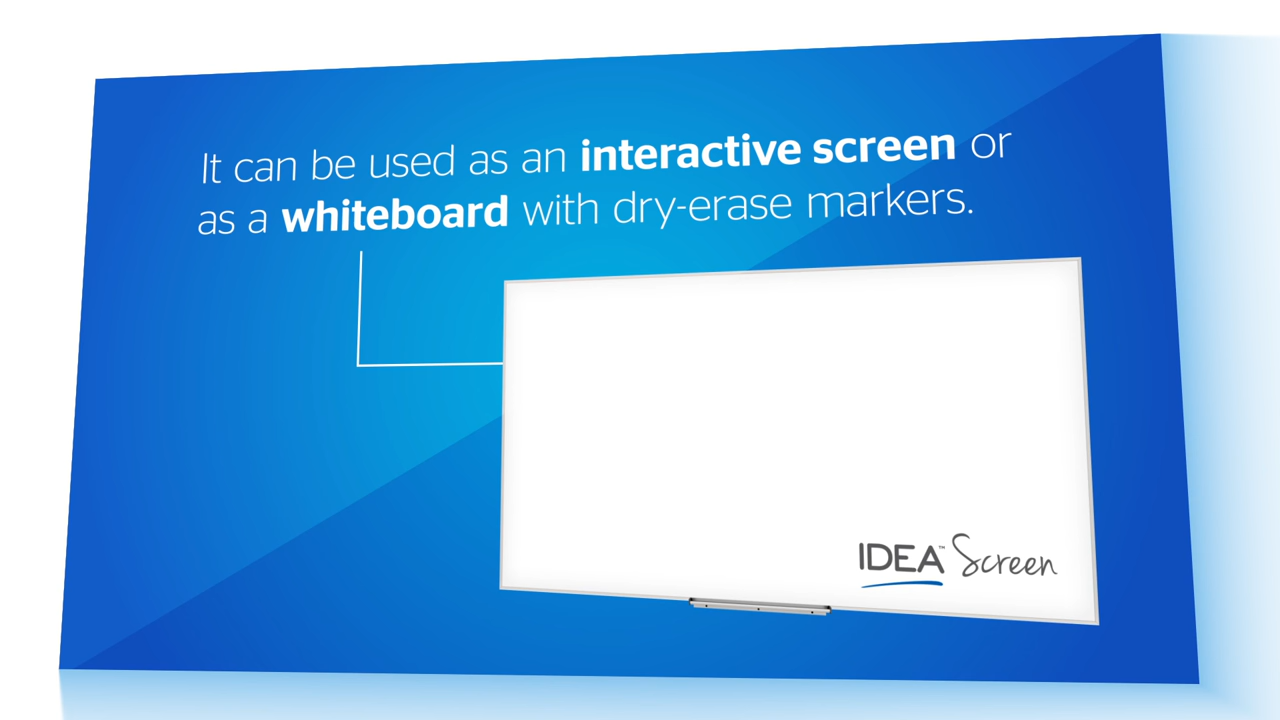 It can be used as an interactive screen or
as a whiteboard with dry-erase markers.
IDEA™ Screen